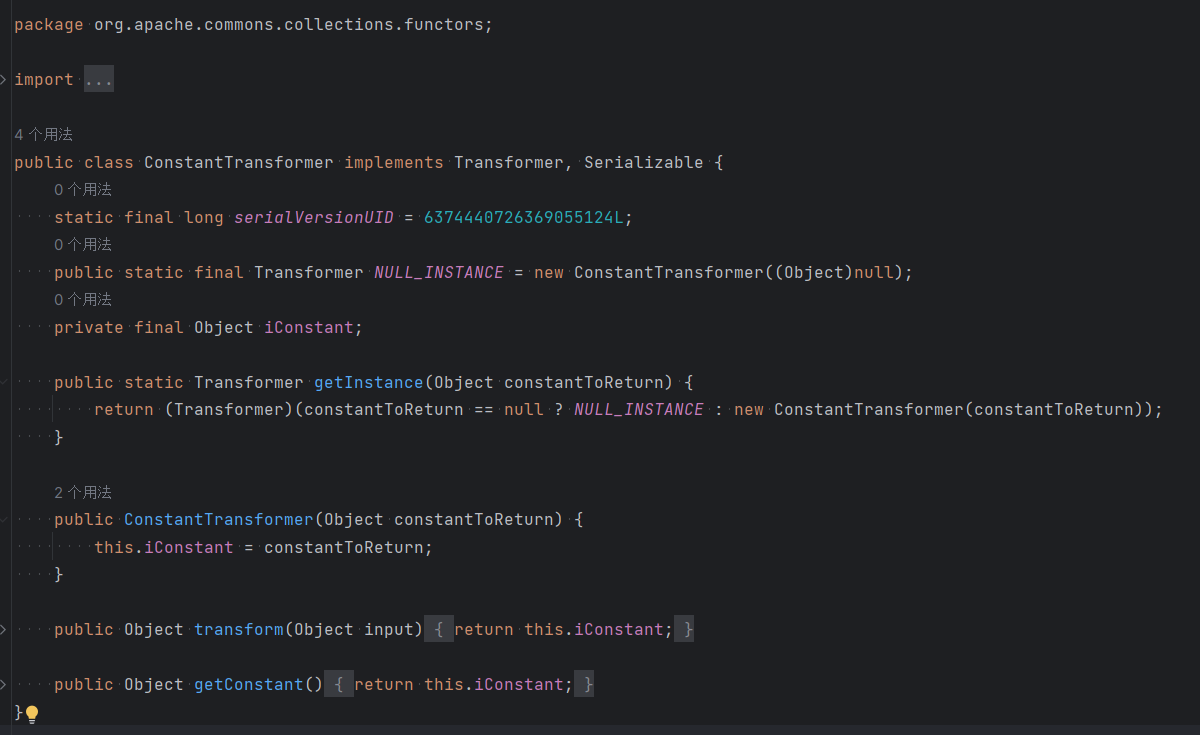 package org.apache.commons.collections.functors;
import ...
4 个用法
public class ConstantTransformer implements Transformer, Serializable {
0 个用法
static final long serialVersionUID = 6374440726369055124L;
0 个用法
public static final Transformer NULL_INSTANCE = new ConstantTransformer((Object)null);
0 个用法
private final Object iConstant;
public static Transformer getInstance(Object constantToReturn) {
return (Transformer)(constantToReturn == null ? NULL_INSTANCE : new ConstantTransformer(constantToReturn));
}
2 个用法
public ConstantTransformer(Object constantToReturn) {
this.iConstant = constantToReturn;
}
public Object transform(Object input) { return this.iConstant; }
public Object getConstant() { return this.iConstant; }
}